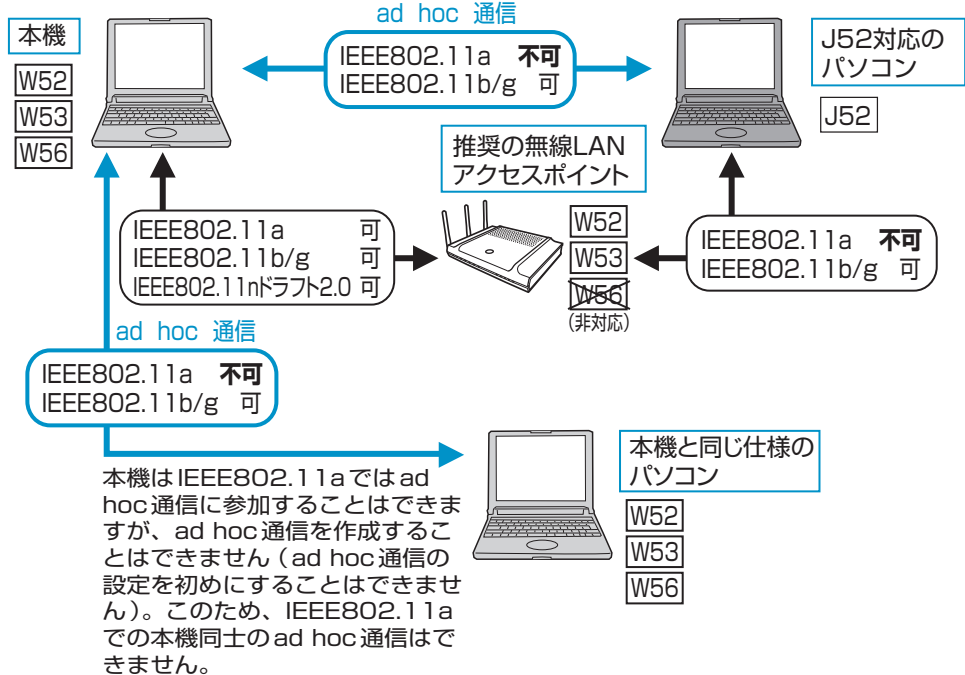 ad hoc 通信
本機
W52
W53
W56
IEEE802.11a 不可
IEEE802.11b/g 可
J52対応の
パソコン
J52
推奨の無線LAN
アクセスポイント
W52
W53
W56
(非対応)
IEEE802.11a 可
IEEE802.11b/g 可
IEEE802.11nドラフト2.0 可
IEEE802.11a 不可
IEEE802.11b/g 可
ad hoc 通信
IEEE802.11a 不可
IEEE802.11b/g 可
本機と同じ仕様の
パソコン
W52
W53
W56
本機はIEEE802.11aではad
hoc通信に参加することはできま
すが、ad hoc通信を作成するこ
とはできません(ad hoc通信の
設定を初めにすることはできませ
ん)。このため、IEEE802.11a
での本機同士のad hoc通信はで
きません。